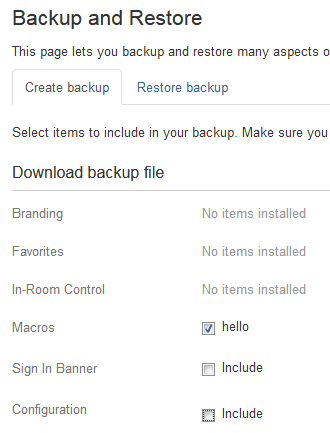 Backup and Restore
This page lets you backup and restore many aspects o
Create backup Restore backup
Select items to include in your backup. Make sure you
Download backup file
Branding No items installed
Favorites No items installed
In-Room Control No items installed
Macros hello
Sign In Banner Include
Configuration Include